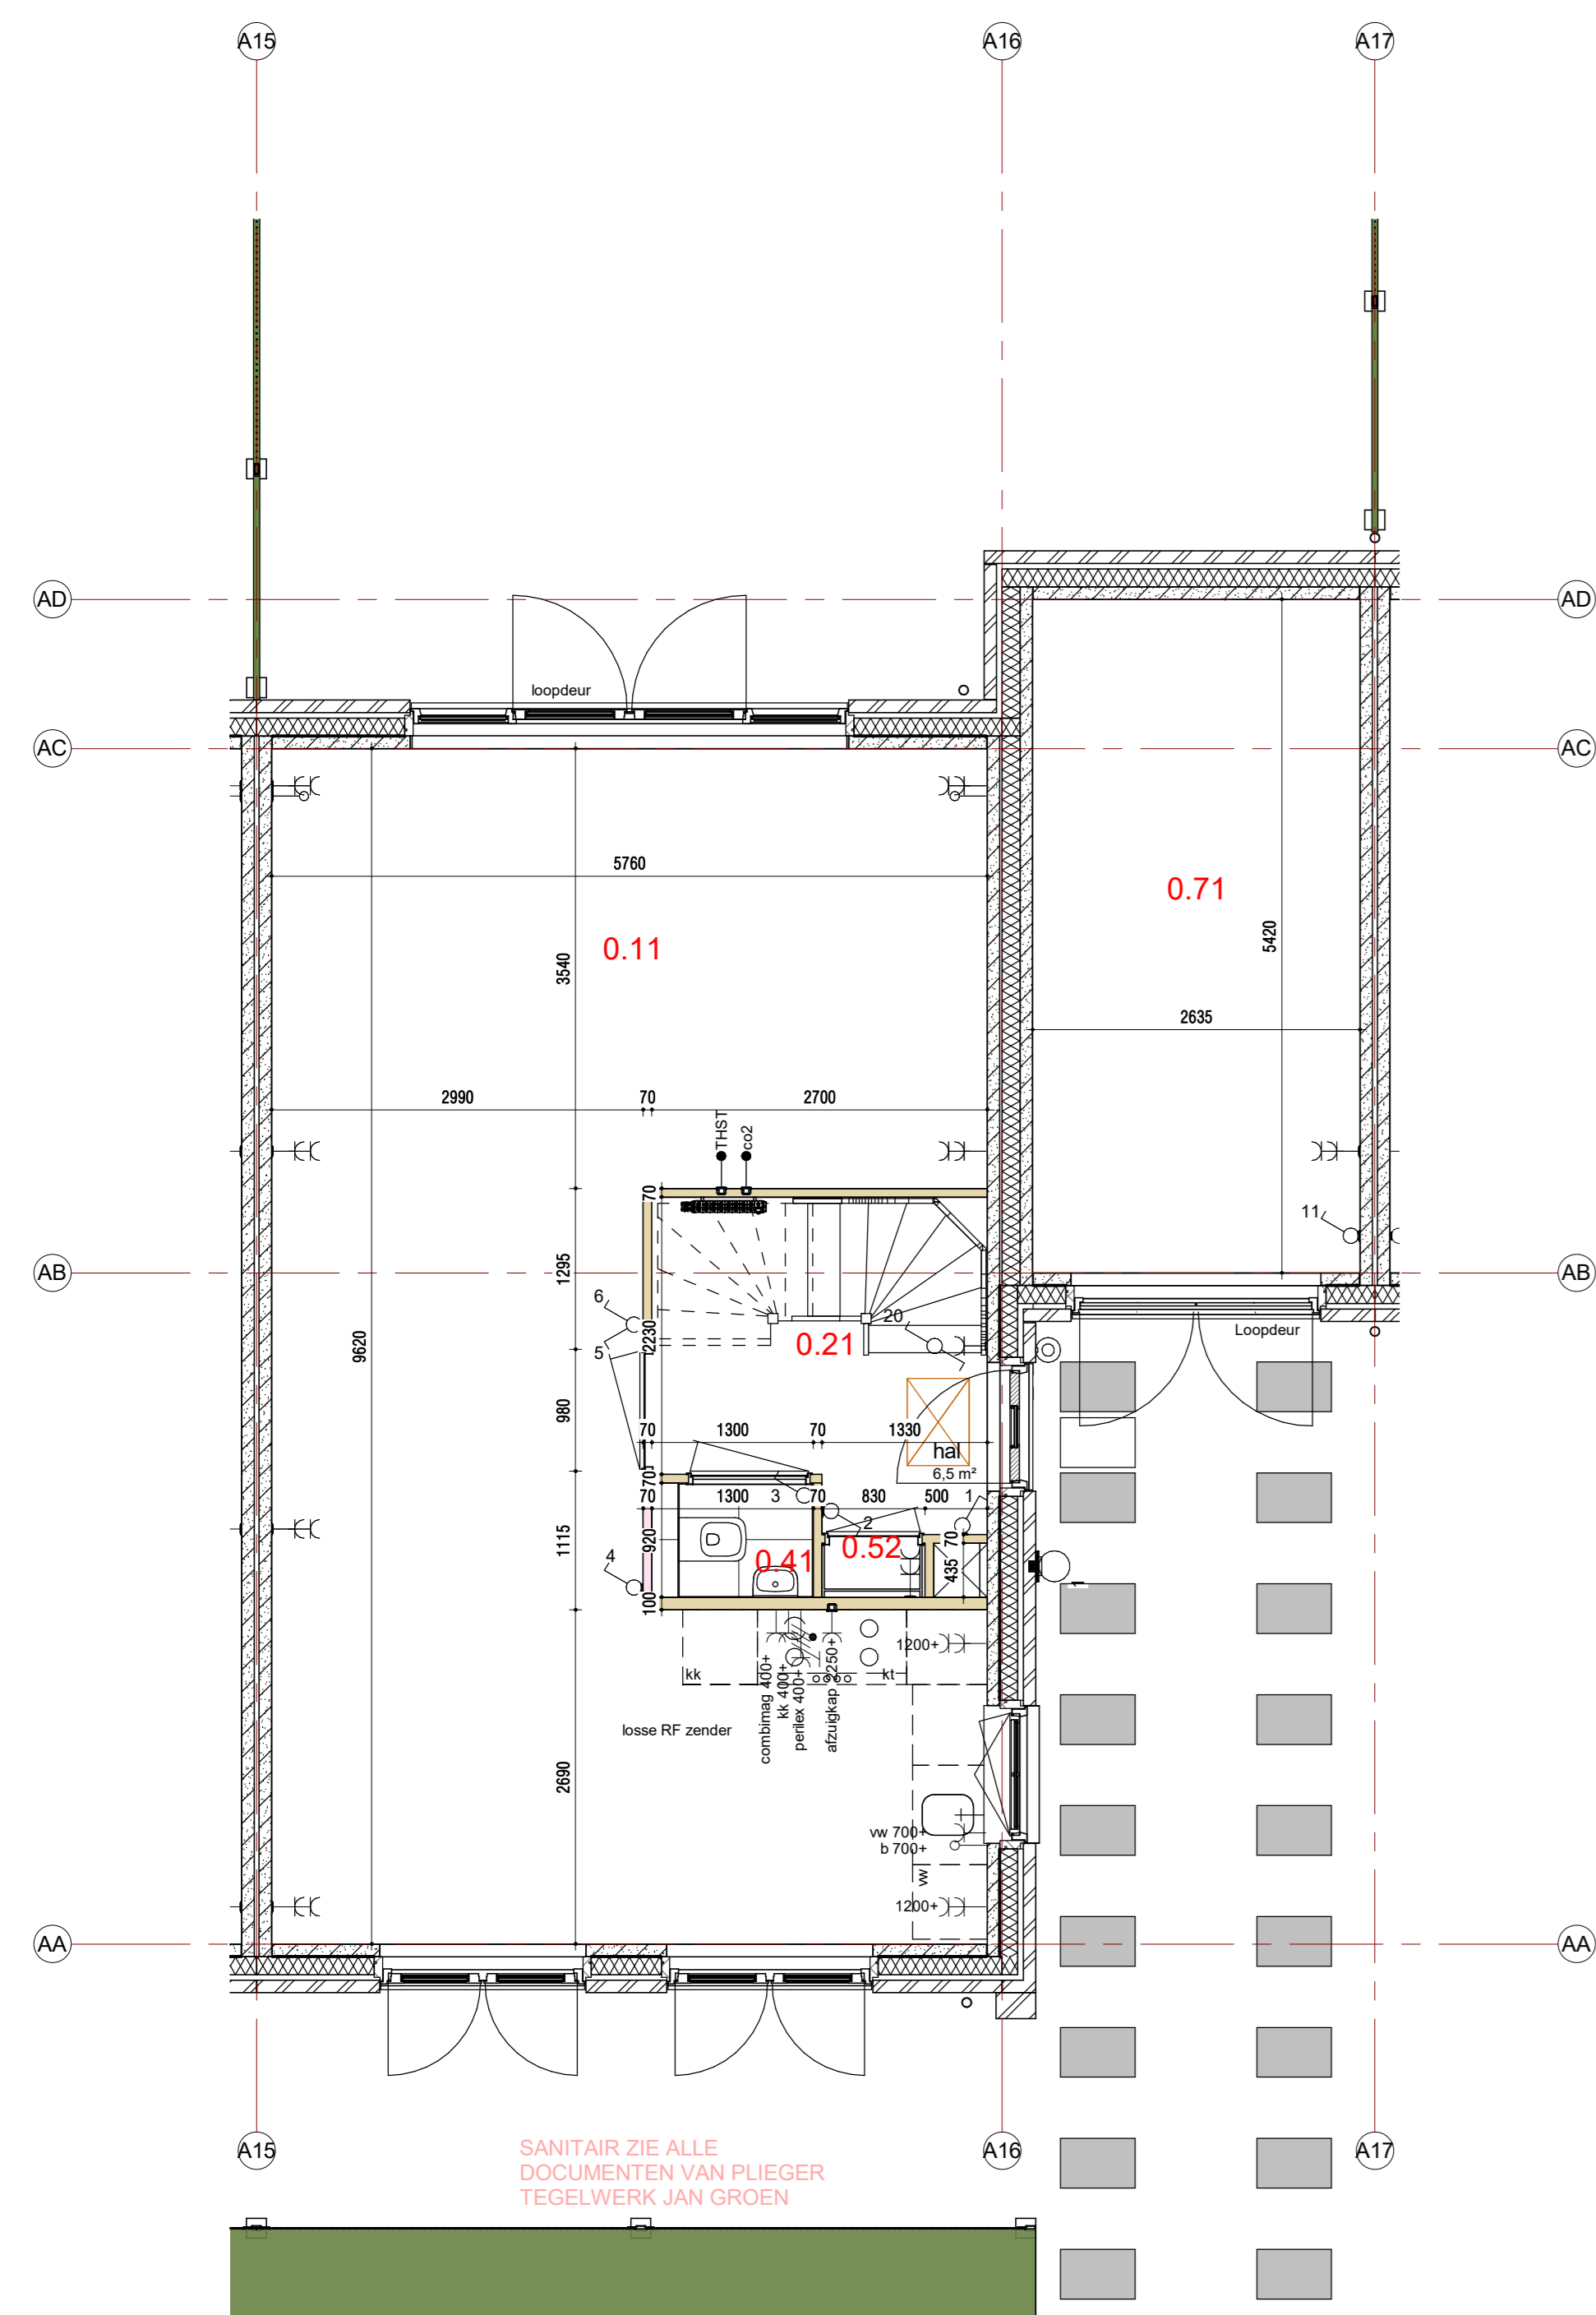 A15 A16 A17
AD AD
loopdeur
AC AC
5760
0.71
0.11
3540
5420
2635
2990 70 2700
THST
co2
70
11
1295
AB AB
6
20
2230
Loopdeur
5
0.21
9620
980
70 1300 70 1330
hal
6,5 m²
70
70 1300 3 70 830 500 1
2
920
70
0.52
0.41
1115
4
435
100
1200+
kk
kt
combimag 400+
kk 400+
perilex 400+
afzuigkap 2250+
losse RF zender
2690
vw 700+
b 700+
vw
1200+
AA AA
A15 A16 A17
SANITAIR ZIE ALLE
DOCUMENTEN VAN PLIEGER
TEGELWERK JAN GROEN